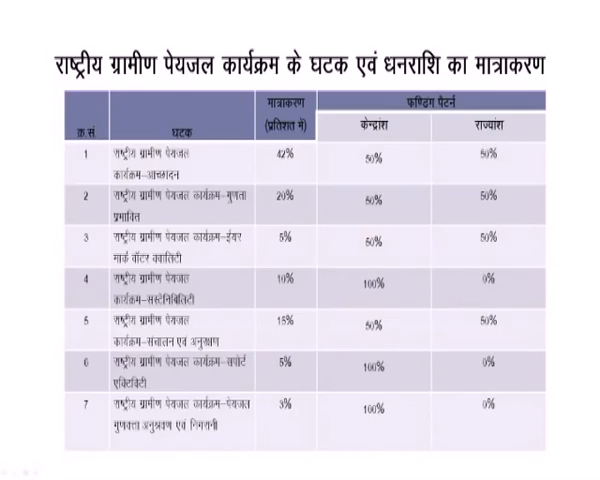 राष्ट्रीय ग्रामीण पेयजल कार्यक्रम के घटक एवं धनराशि का मात्राकरण
क्र.सं घटक मात्राकरण (प्रतिशत में) फण्डिंग पैटर्न
केन्द्रांश राज्यांश
1 राष्ट्रीय ग्रामीण पेयजल 42% 50% 50%
कार्यक्रम–आच्छादन
2 राष्ट्रीय ग्रामीण पेयजल कार्यक्रम–गुणता 20% 50% 50%
प्रभावित
3 राष्ट्रीय ग्रामीण पेयजल कार्यक्रम–ईयर 5% 50% 50%
मार्क वॉटर क्वालिटी
4 राष्ट्रीय ग्रामीण पेयजल 10% 100% 0%
कार्यक्रम–सस्टेनिबिलिटी
5 राष्ट्रीय ग्रामीण पेयजल 15% 50% 50%
कार्यक्रम–संचालन एवं अनुरक्षण
6 राष्ट्रीय ग्रामीण पेयजल कार्यक्रम–सपोर्ट 5% 100% 0%
एक्टिविटी
7 राष्ट्रीय ग्रामीण पेयजल कार्यक्रम–पेयजल 3% 100% 0%
गुणवत्ता अनुश्रवण एवं निगरानी